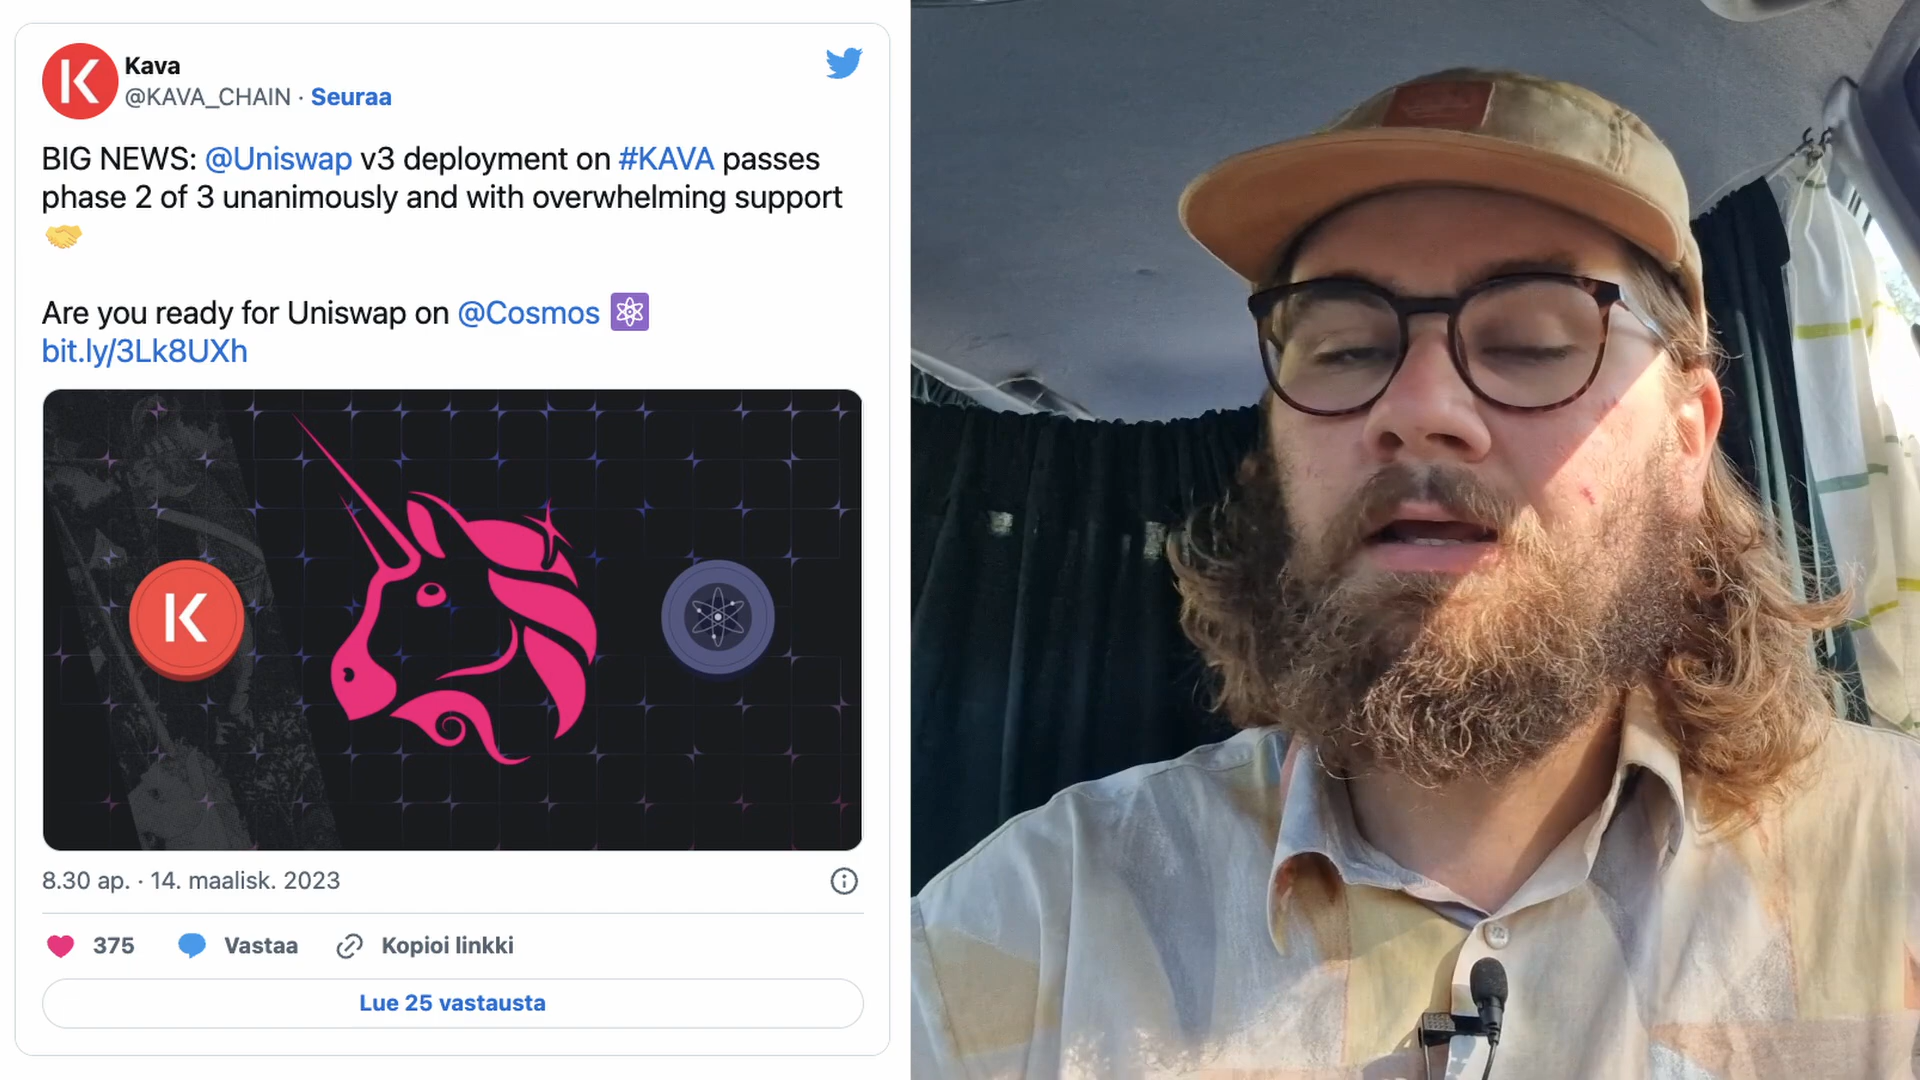 Kava
@KAVA_CHAIN · Seuraa
BIG NEWS: @Uniswap v3 deployment on #KAVA passes
phase 2 of 3 unanimously and with overwhelming support
🤝
Are you ready for Uniswap on @Cosmos ⚛️
bit.ly/3Lk8UXh
8.30 ap. · 14. maalisk. 2023
375 Vastaa Kopioi linkki
Lue 25 vastausta